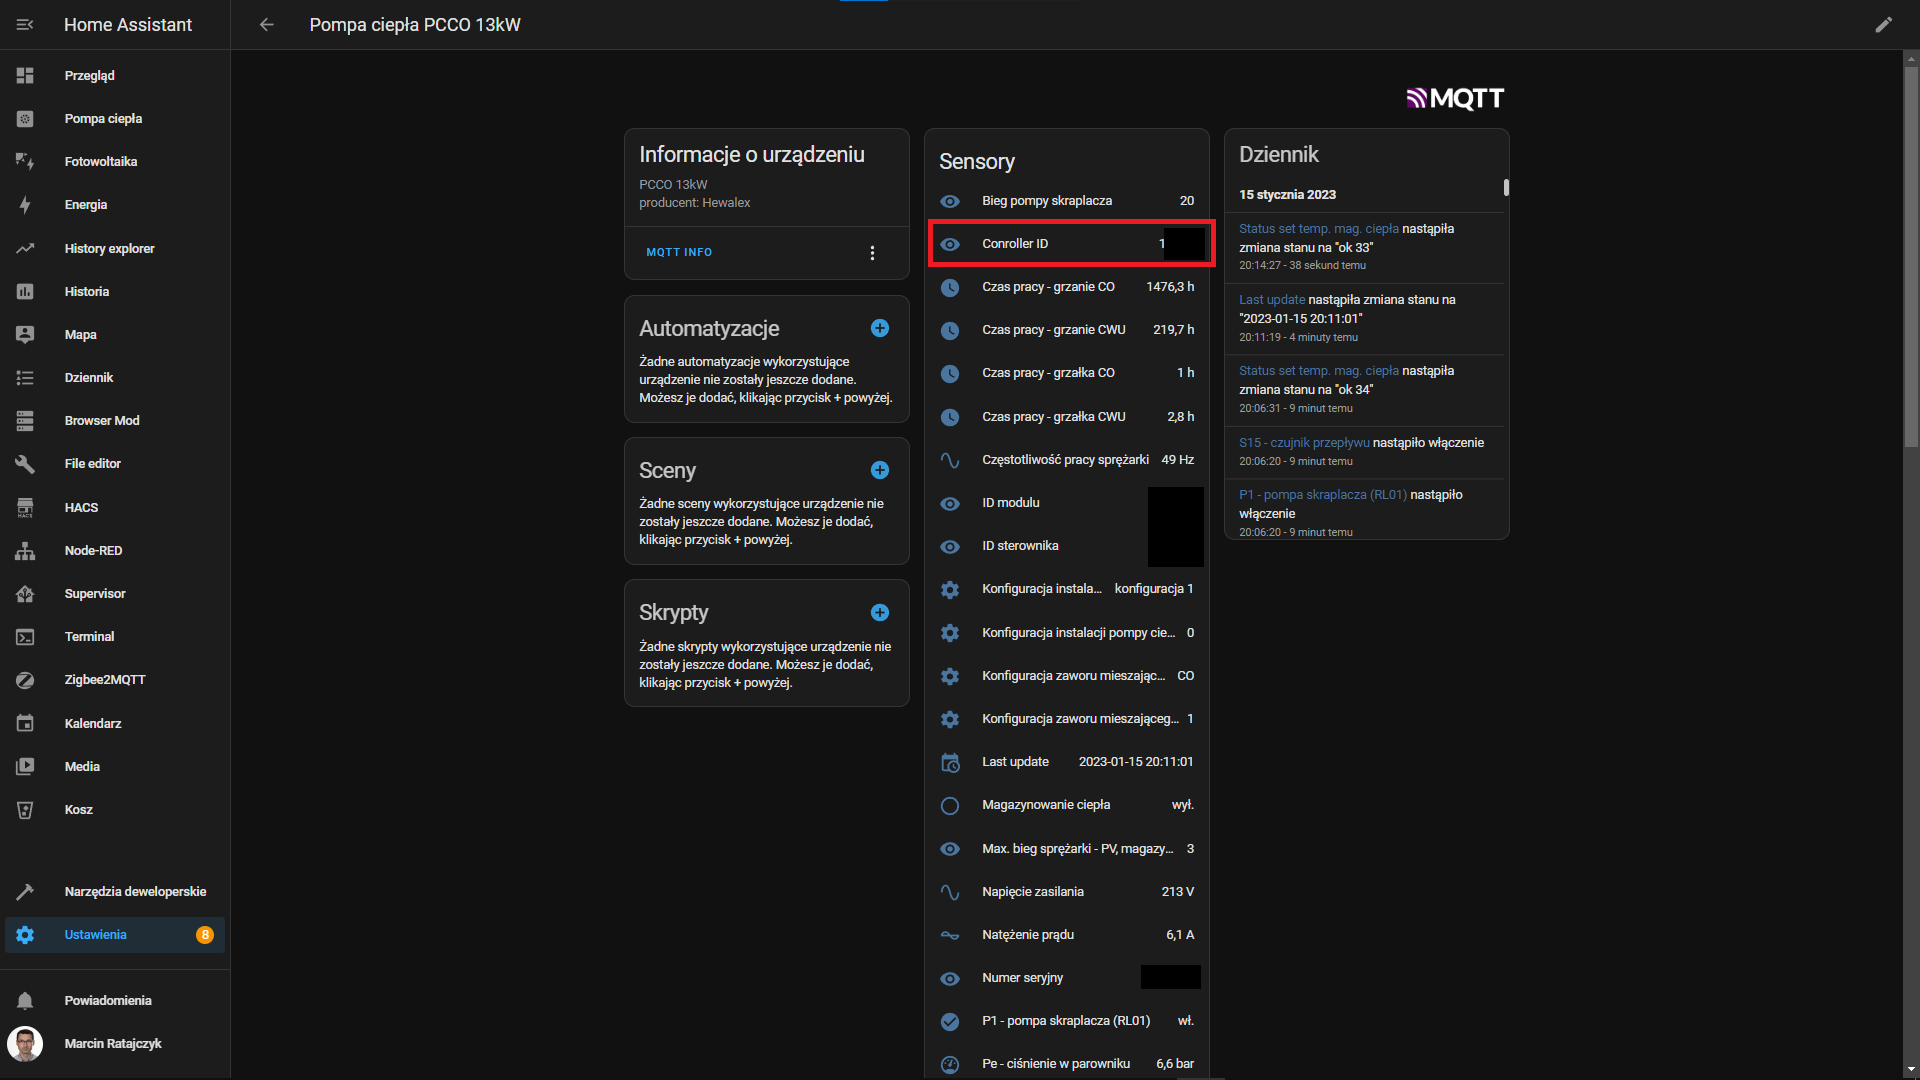 Home Assistant
Przegląd
Pompa ciepła
Fotowoltaika
Energia
History explorer
Historia
Mapa
Dziennik
Browser Mod
File editor
HACS
HACS
Node-RED
Supervisor
Terminal
Zigbee2MQTT
Kalendarz
Media
Kosz
Narzędzia deweloperskie
Ustawienia 8
Powiadomienia
Marcin Ratajczyk
Pompa ciepła PCCO 13kW
MQTT
Informacje o urządzeniu
PCCO 13kW
producent: Hewalex
MQTT INFO
Automatyzacje
Żadne automatyzacje wykorzystujące
urządzenie nie zostały jeszcze dodane.
Możesz je dodać, klikając przycisk + powyżej.
Sceny
Żadne sceny wykorzystujące urządzenie nie
zostały jeszcze dodane. Możesz je dodać,
klikając przycisk + powyżej.
Skrypty
Żadne skrypty wykorzystujące urządzenie nie
zostały jeszcze dodane. Możesz je dodać,
klikając przycisk + powyżej.
Sensory
Bieg pompy skraplacza 20
Conroller ID 1
Czas pracy - grzanie CO 1476,3 h
Czas pracy - grzanie CWU 219,7 h
Czas pracy - grzałka CO 1 h
Czas pracy - grzałka CWU 2,8 h
Częstotliwość pracy sprężarki 49 Hz
ID modulu
ID sterownika
Konfiguracja instala... konfiguracja 1
Konfiguracja instalacji pompy cie... 0
Konfiguracja zaworu mieszając... CO
Konfiguracja zaworu mieszająceg... 1
Last update 2023-01-15 20:11:01
Magazynowanie ciepła wył.
Max. bieg sprężarki - PV, magazy... 3
Napięcie zasilania 213 V
Natężenie prądu 6,1 A
Numer seryjny
P1 - pompa skraplacza (RL01) wł.
Pe - ciśnienie w parowniku 6,6 bar
Dziennik
15 stycznia 2023
Status set temp. mag. ciepła nastąpiła
zmiana stanu na "ok 33"
20:14:27 - 38 sekund temu
Last update nastąpiła zmiana stanu na
"2023-01-15 20:11:01"
20:11:19 - 4 minuty temu
Status set temp. mag. ciepła nastąpiła
zmiana stanu na "ok 34"
20:06:31 - 9 minut temu
S15 - czujnik przepływu nastąpiło włączenie
20:06:20 - 9 minut temu
P1 - pompa skraplacza (RL01) nastąpiło
włączenie
20:06:20 - 9 minut temu